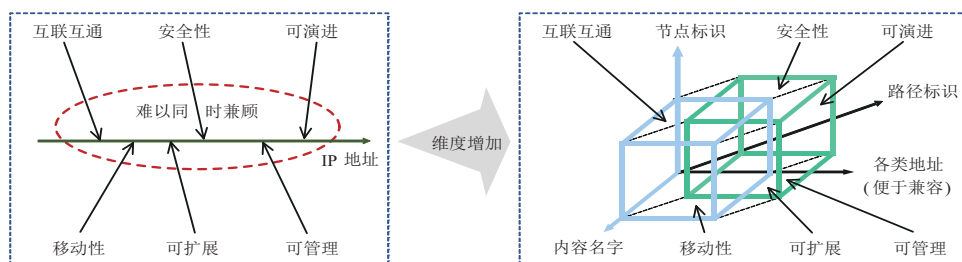 互联互通
安全性
可演进
难以同时兼顾
IP 地址
移动性
可扩展
可管理
维度增加
互联互通
节点标识
安全性
可演进
路径标识
各类地址
(便于兼容)
内容名字
移动性
可扩展
可管理